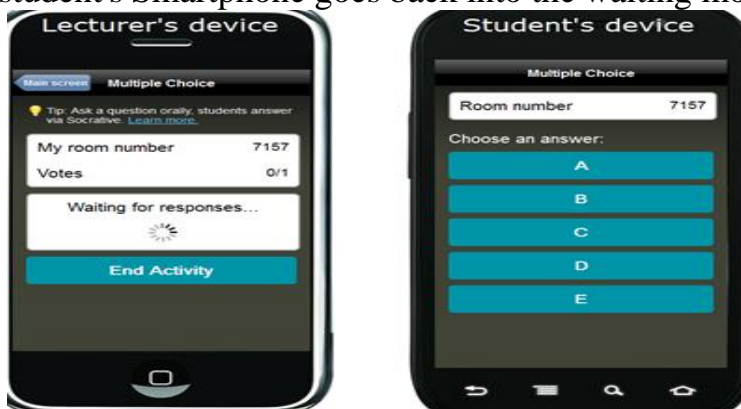 student's Smartphone goes back into the waiting mo
Lecturer's device
Main screen
Multiple Choice
Tip: Ask a question orally, students answer
via Socrative. Learn more.
My room number 7157
Votes 0/1
Waiting for responses...
End Activity
Student's device
Multiple Choice
Room number 7157
Choose an answer:
A
B
C
D
E